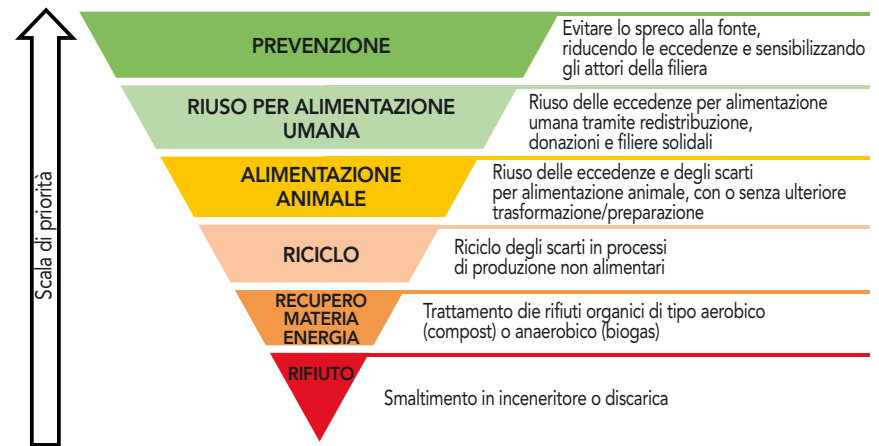 Scala di priorità
PREVENZIONE
Evitare lo spreco alla fonte,
riducendo le eccedenze e sensibilizzando
gli attori della filiera
RIUSO PER ALIMENTAZIONE
UMANA
Riuso delle eccedenze per alimentazione
umana tramite redistribuzione,
donazioni e filiere solidali
ALIMENTAZIONE
ANIMALE
Riuso delle eccedenze e degli scarti
per alimentazione animale, con o senza ulteriore
trasformazione/preparazione
RICICLO
Riciclo degli scarti in processi
di produzione non alimentari
RECUPERO
MATERIA
ENERGIA
Trattamento die rifiuti organici di tipo aerobico
(compost) o anaerobico (biogas)
RIFIUTO
Smaltimento in inceneritore o discarica